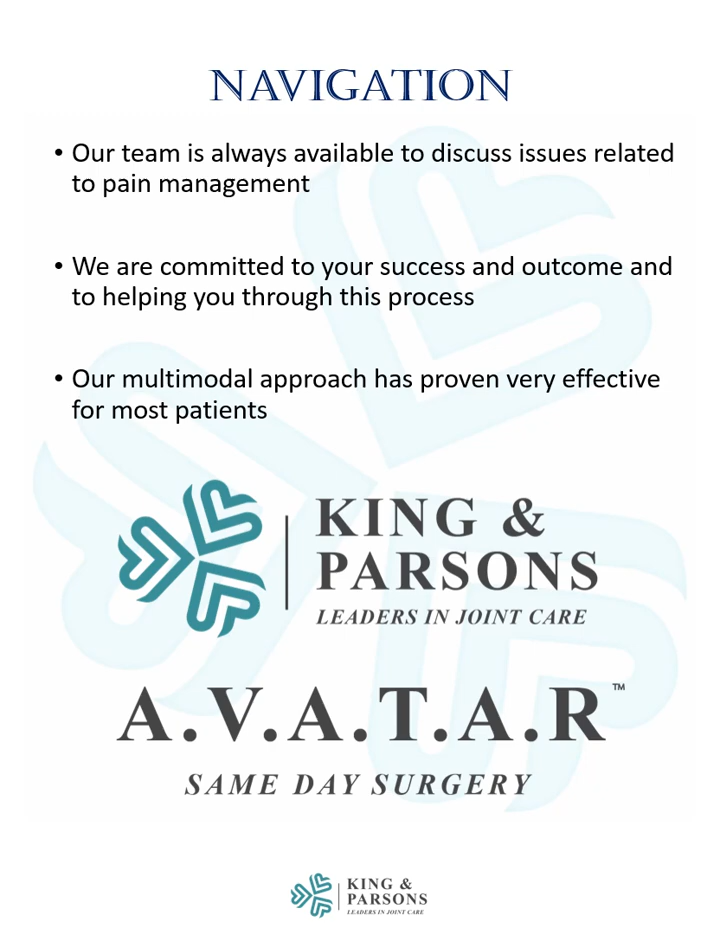 NAVIGATION
• Our team is always available to discuss issues related
to pain management
• We are committed to your success and outcome and
to helping you through this process
• Our multimodal approach has proven very effective
for most patients
KING &
PARSONS
LEADERS IN JOINT CARE
A.V.A.T.A.R™
SAME DAY SURGERY
KING &
PARSONS
LEADERS IN JOINT CARE